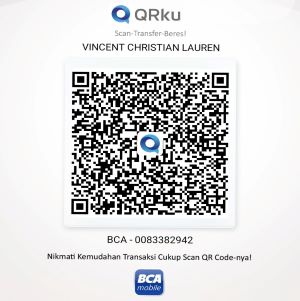 QRku
Scan-Transfer-Beres!
VINCENT CHRISTIAN LAUREN
BCA - 0083382942
Nikmati Kemudahan Transaksi Cukup Scan QR Code-nya!
BCA
mobile